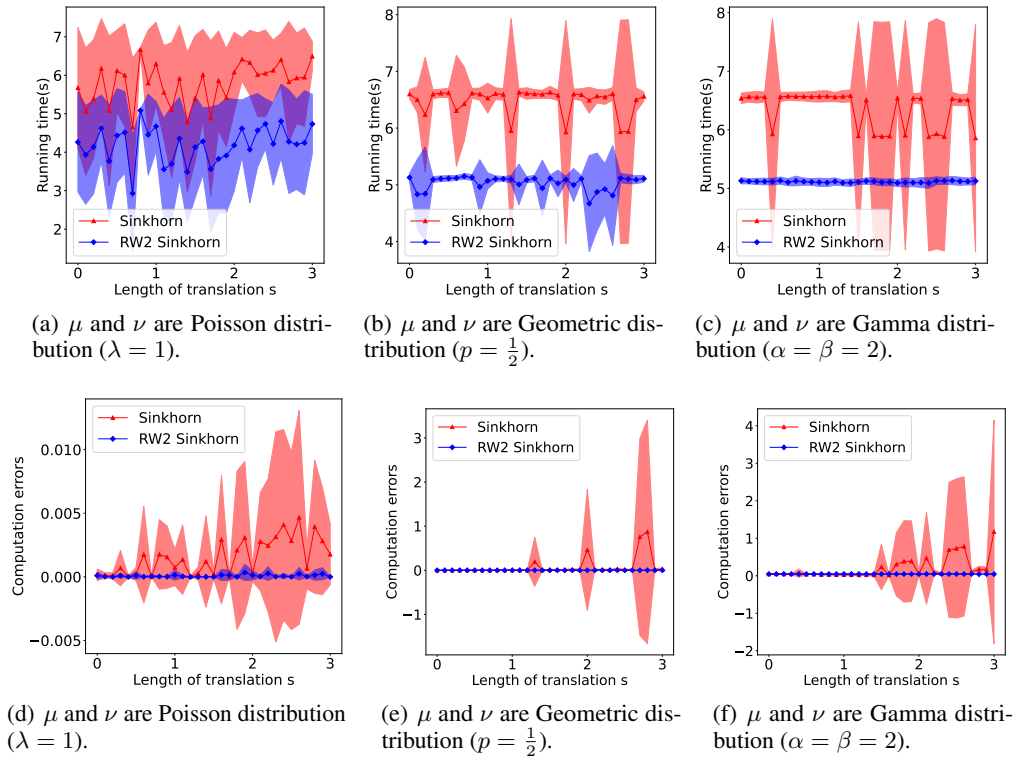 Running time(s)
7
6
5
4
3
2
Sinkhorn
RW2 Sinkhorn
0 1 2 3
Length of translation s
(a) μ and ν are Poisson distri-
bution (λ = 1).
Running time(s)
8
7
6
5
4
Sinkhorn
RW2 Sinkhorn
0 1 2 3
Length of translation s
(b) μ and ν are Geometric dis-
tribution (p = 1/2).
Running time(s)
8
7
6
5
4
Sinkhorn
RW2 Sinkhorn
0 1 2 3
Length of translation s
(c) μ and ν are Gamma distri-
bution (α = β = 2).
Computation errors
0.010
0.005
0.000
−0.005
Sinkhorn
RW2 Sinkhorn
0 1 2 3
Length of translation s
(d) μ and ν are Poisson distribution
(λ = 1).
Computation errors
3
2
1
0
−1
Sinkhorn
RW2 Sinkhorn
0 1 2 3
Length of translation s
(e) μ and ν are Geometric dis-
tribution (p = 1/2).
Computation errors
4
3
2
1
0
−1
−2
Sinkhorn
RW2 Sinkhorn
0 1 2 3
Length of translation s
(f) μ and ν are Gamma distri-
bution (α = β = 2).